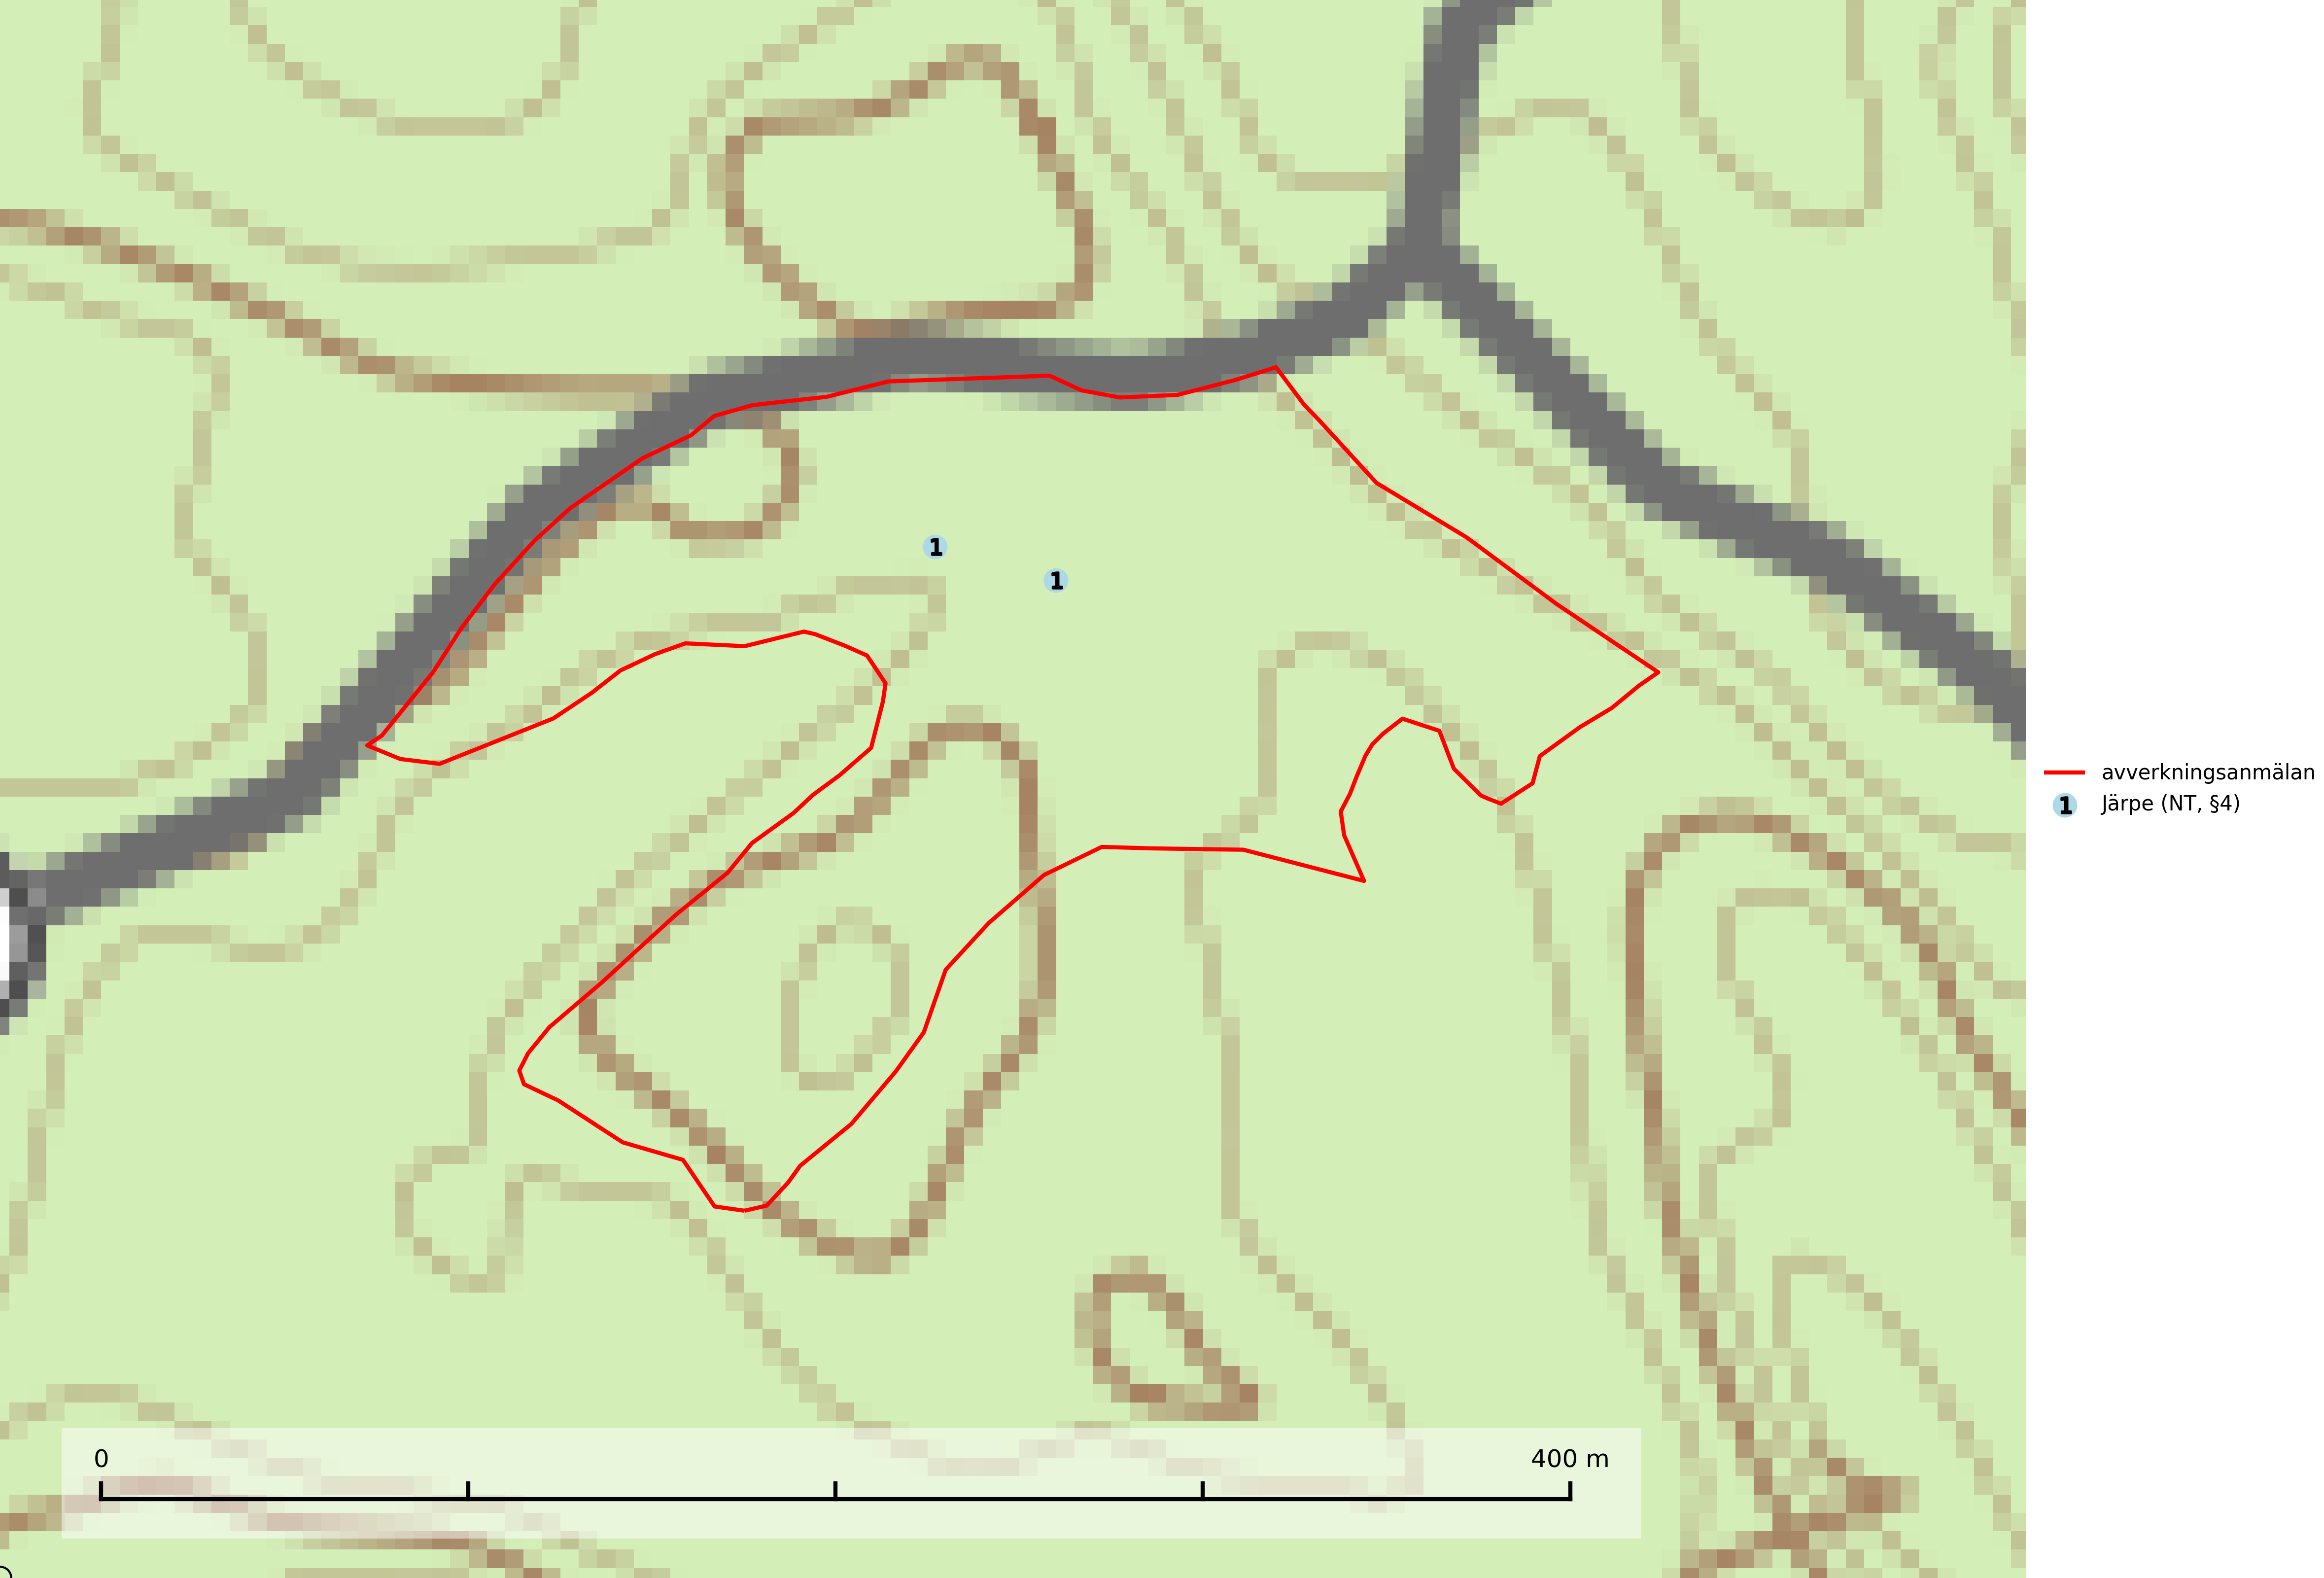 1
1
avverkningsanmälan
1 Järpe (NT, §4)
0 400 m